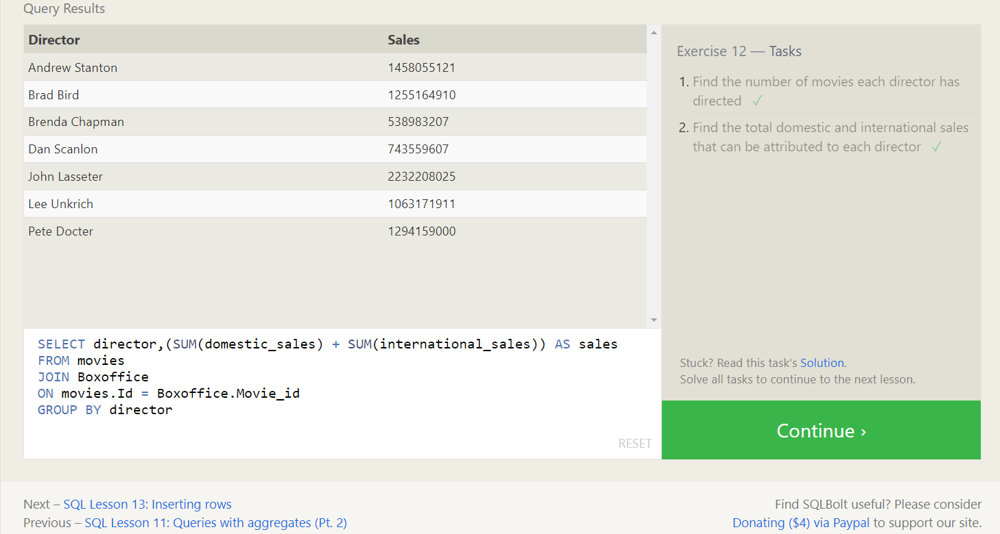 Query Results
Director Sales
Andrew Stanton 1458055121
Brad Bird 1255164910
Brenda Chapman 538983207
Dan Scanlon 743559607
John Lasseter 2232208025
Lee Unkrich 1063171911
Pete Docter 1294159000
SELECT director,(SUM(domestic_sales) + SUM(international_sales)) AS sales
FROM movies
JOIN Boxoffice
ON movies.Id = Boxoffice.Movie_id
GROUP BY director
RESET
Exercise 12 — Tasks
1. Find the number of movies each director has
directed ✓
2. Find the total domestic and international sales
that can be attributed to each director ✓
Stuck? Read this task's Solution.
Solve all tasks to continue to the next lesson.
Continue ›
Next – SQL Lesson 13: Inserting rows
Previous – SQL Lesson 11: Queries with aggregates (Pt. 2)
Find SQLBolt useful? Please consider
Donating ($4) via Paypal to support our site.